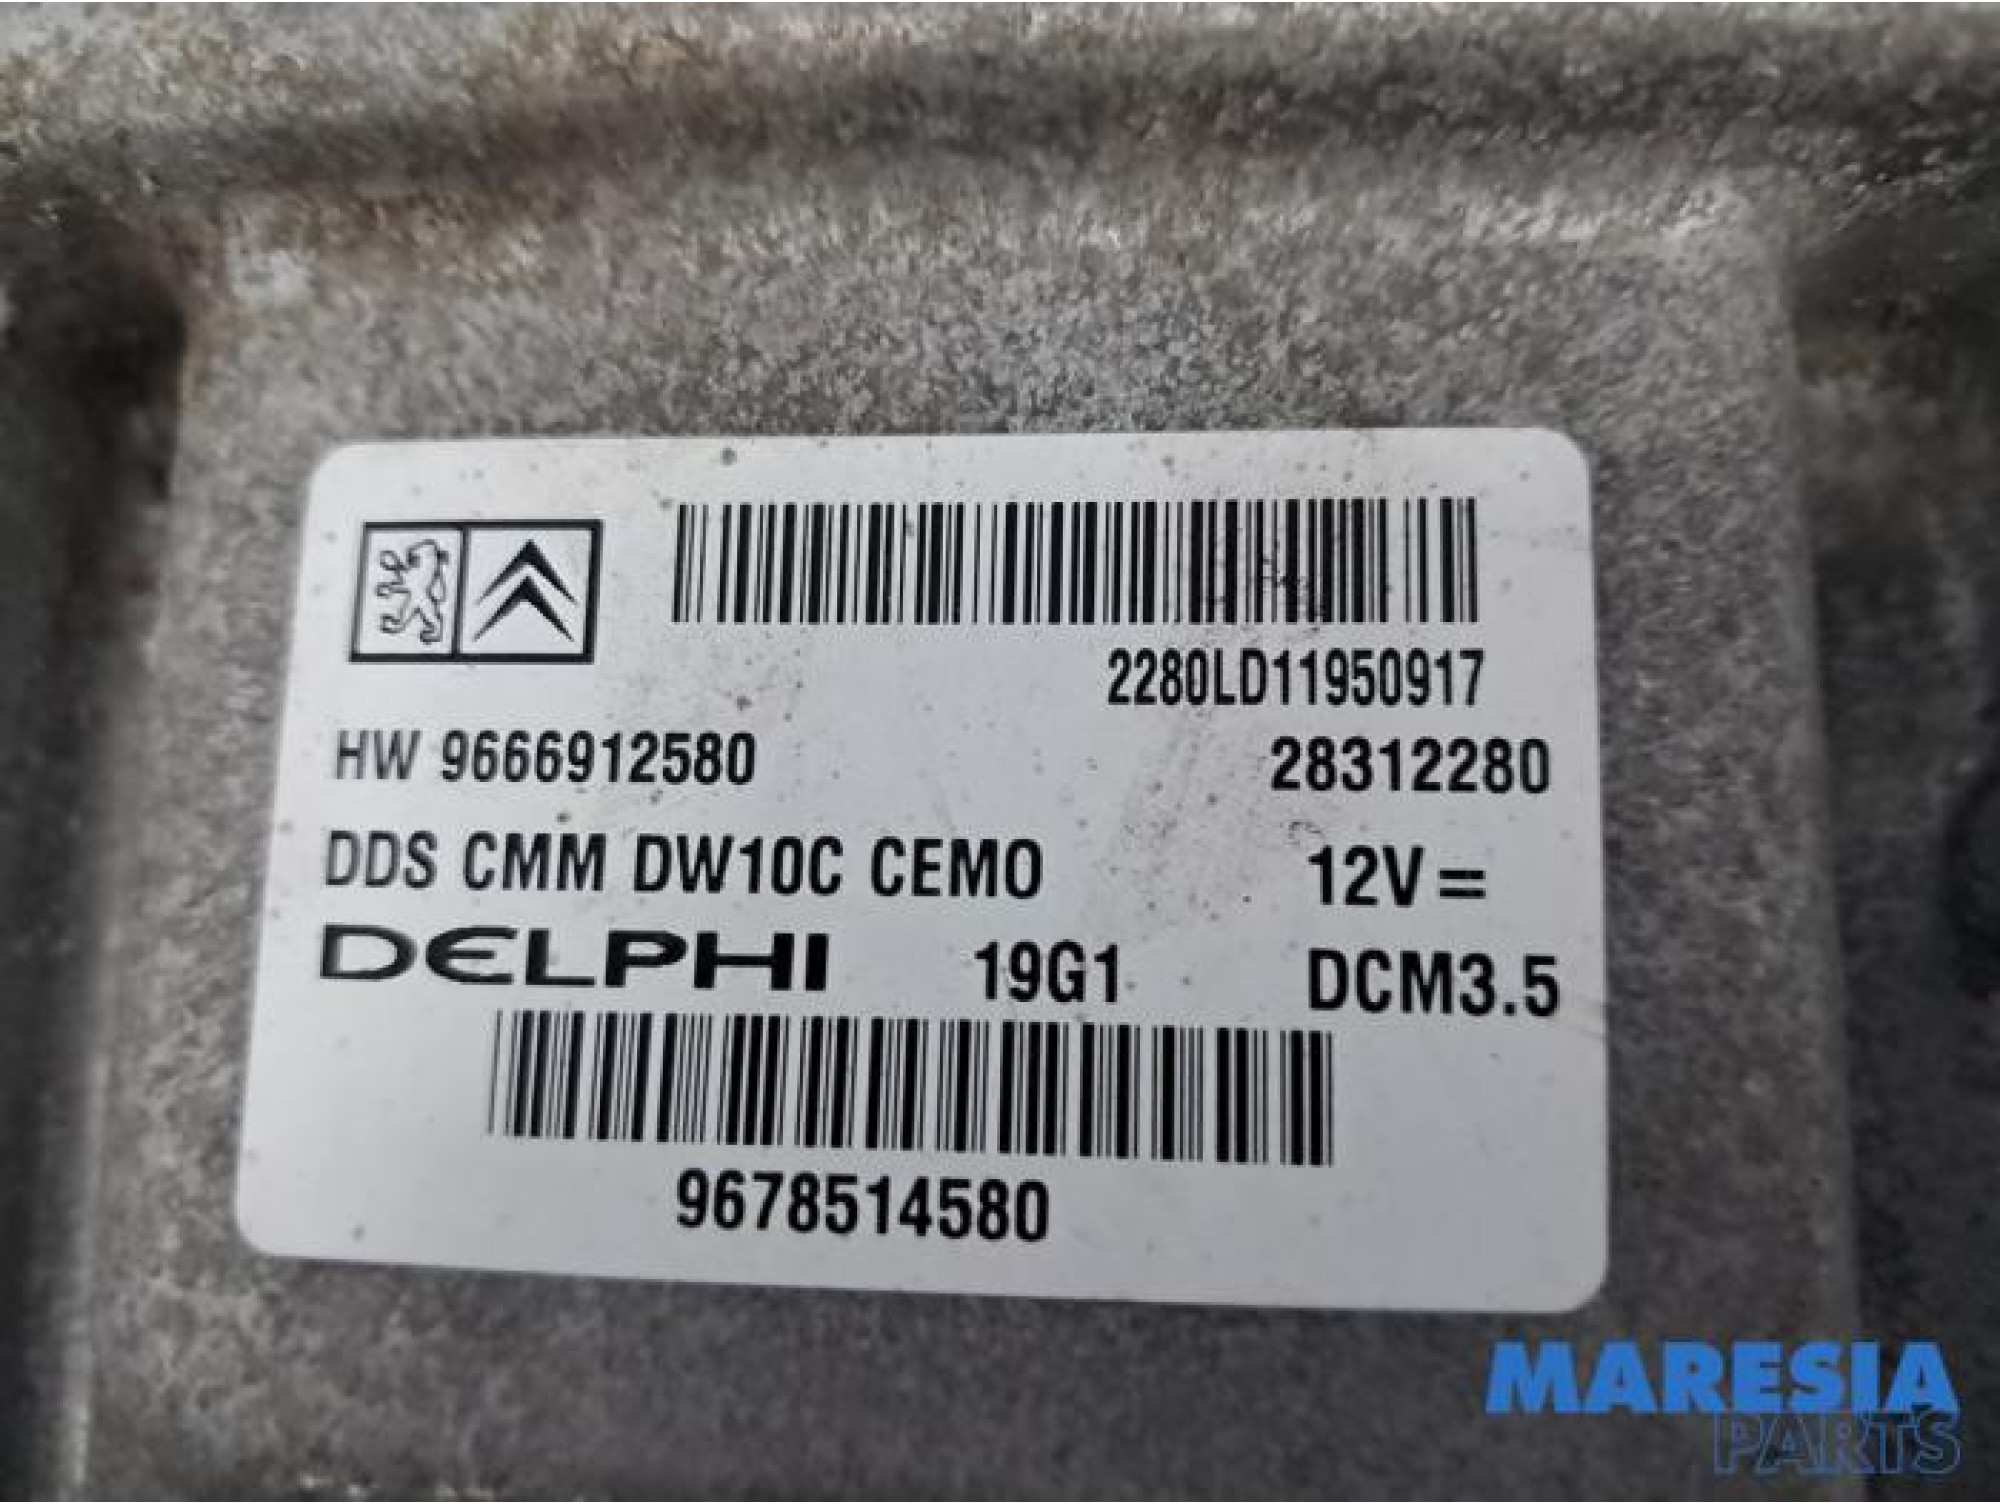 2280LD11950917
HW 9666912580 28312280
DDS CMM DW10C CEMO 12V=
DELPHI 19G1 DCM3.5
9678514580
MARESIA
PARTS